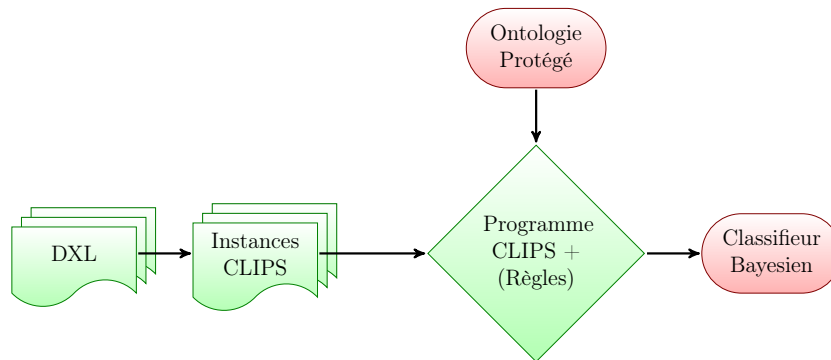 Ontologie
Protégé
DXL
Instances
CLIPS
Programme
CLIPS +
(Règles)
Classifieur
Bayesien